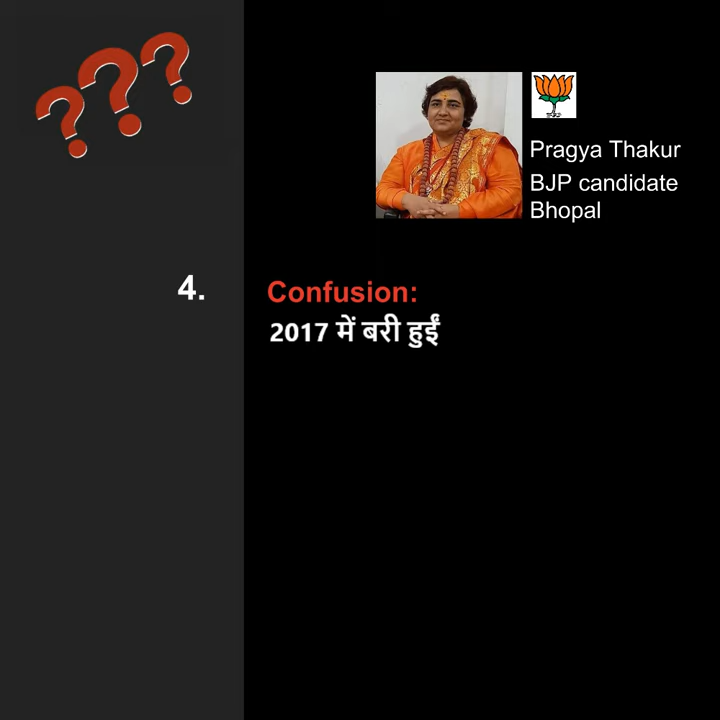 ???
Pragya Thakur
BJP candidate
Bhopal
4.
Confusion:
2017 में बरी हुईं